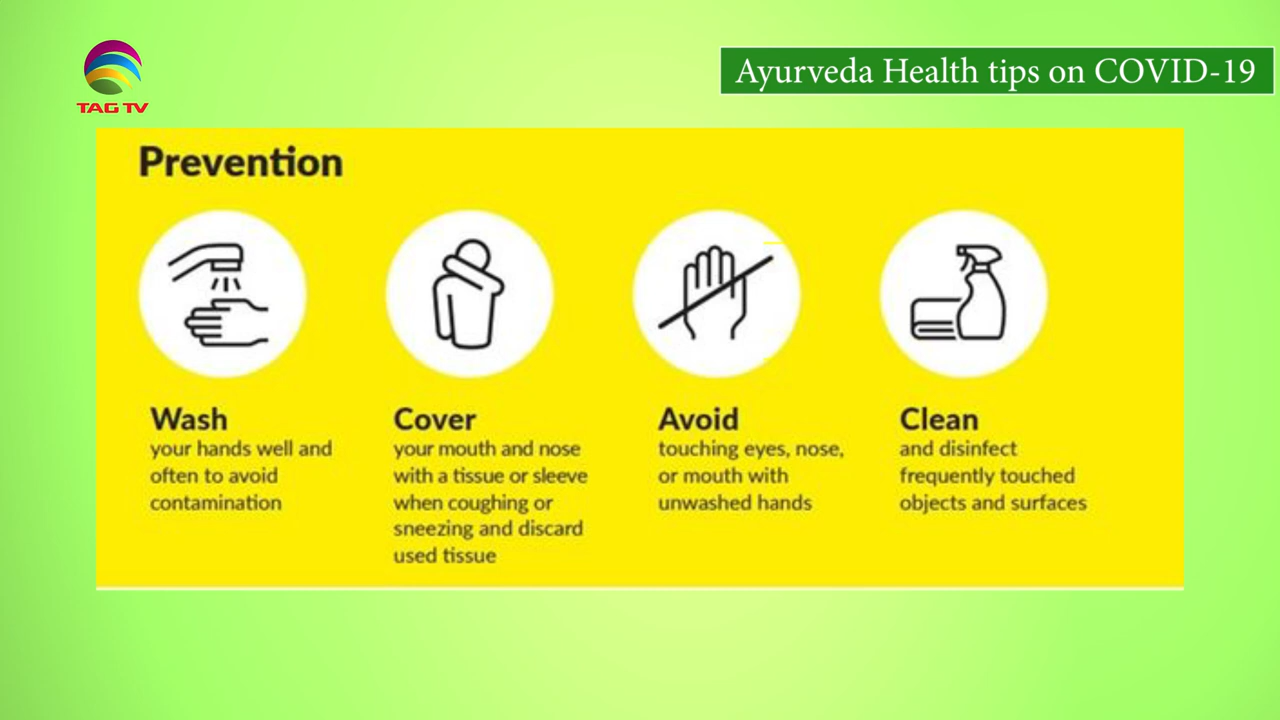 TAG TV
Ayurveda Health tips on COVID-19
Prevention
Wash
your hands well and
often to avoid
contamination
Cover
your mouth and nose
with a tissue or sleeve
when coughing or
sneezing and discard
used tissue
Avoid
touching eyes, nose,
or mouth with
unwashed hands
Clean
and disinfect
frequently touched
objects and surfaces